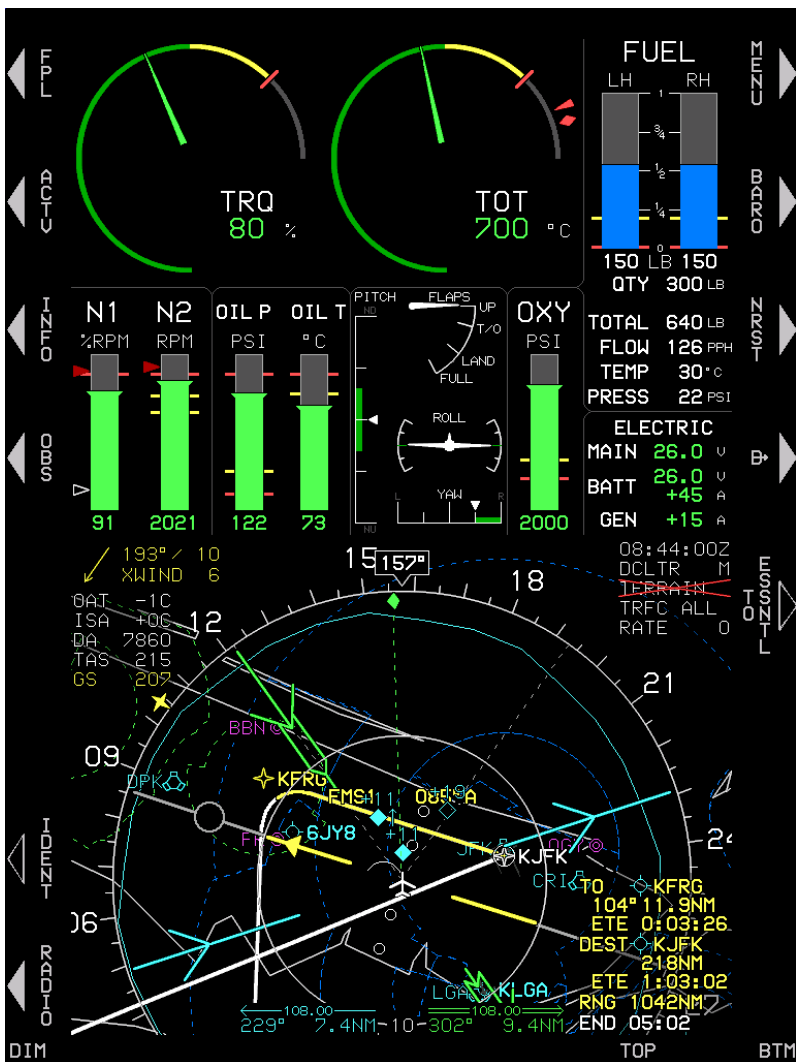 FPL
ACTV
INFO
OBS
IDENT
RADIO
DIM
TRQ
80 %
TOT
700 °C
FUEL
LH RH
1
3/4
1/2
1/4
0
150 LB 150
QTY 300 LB
TOTAL 640 LB
FLOW 126 PPH
TEMP 30°C
PRESS 22 PSI
MENU
BARO
NRST
D
ESSNTL
TO
N1 N2
%RPM RPM
91 2021
OIL P OIL T
PSI °C
122 73
PITCH
ND
NU
FLAPS
UP
T/O
LAND
FULL
ROLL
YAW
L R
OXY
PSI
2000
ELECTRIC
MAIN 26.0 V
BATT 26.0 V
+45 A
GEN +15 A
193°/ 10
XWIND 6
OAT -1C
ISA +0C
DA 7860
TAS 215
GS 207
15
157°
18
12
21
09
24
06
08:44:00Z
DCLTR M
TERRAIN
TRFC ALL
RATE 0
BBN
DPK
KFRG
FMS1
+11
+19
6JY8
+11
JFK
KJFK
CRI
LGA
KLGA
TO KFRG
104° 11.9NM
ETE 0:03:26
DEST KJFK
218NM
ETE 1:03:02
RNG 1042NM
END 05:02
108.00
229° 7.4NM
10
108.00
302° 9.4NM
TOP
BTM